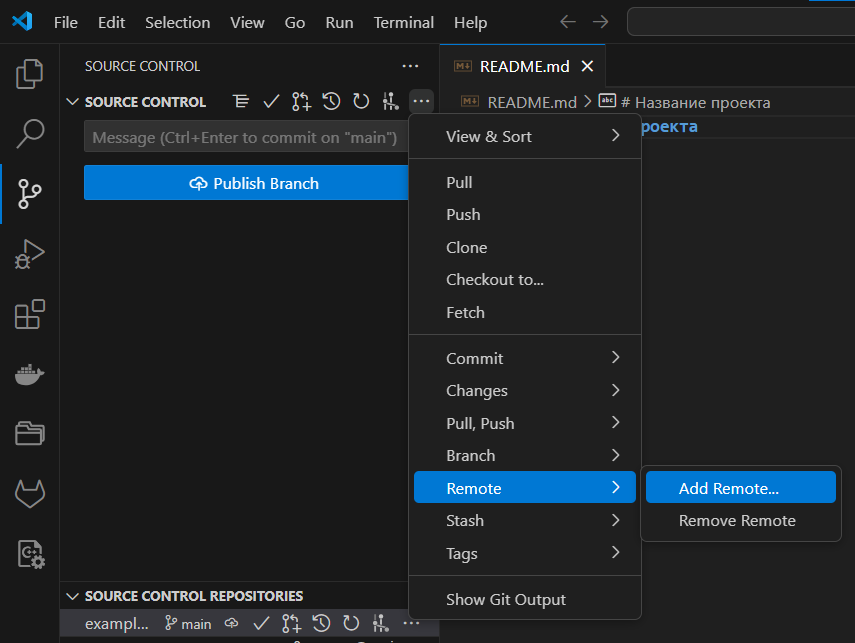 File Edit Selection View Go Run Terminal Help
SOURCE CONTROL
README.md
SOURCE CONTROL
README.md > # Название проекта
Message (Ctrl+Enter to commit on "main")
роекта
Publish Branch
View & Sort
Pull
Push
Clone
Checkout to...
Fetch
Commit
Changes
Pull, Push
Branch
Remote
Add Remote...
Stash
Remove Remote
Tags
SOURCE CONTROL REPOSITORIES
Show Git Output
exampl... main